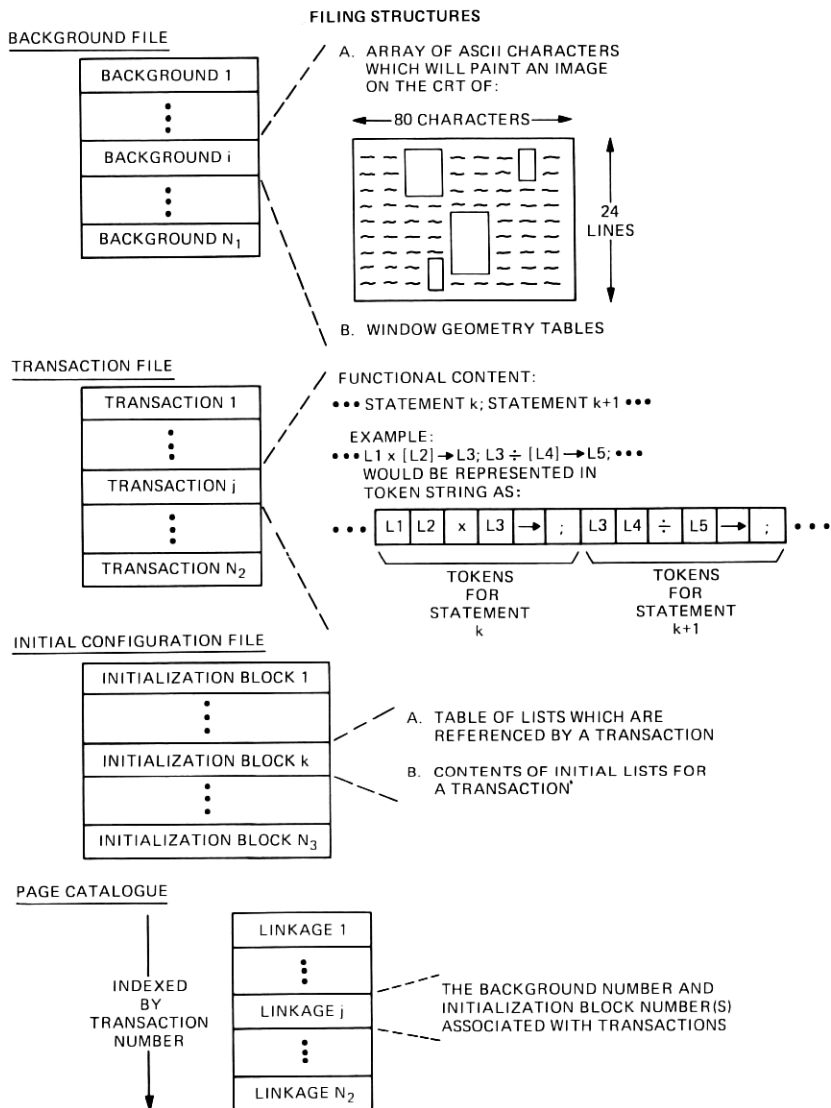 FILING STRUCTURES
BACKGROUND FILE
BACKGROUND 1
BACKGROUND i
BACKGROUND N₁
A. ARRAY OF ASCII CHARACTERS
WHICH WILL PAINT AN IMAGE
ON THE CRT OF:
80 CHARACTERS
24
LINES
B. WINDOW GEOMETRY TABLES
TRANSACTION FILE
TRANSACTION 1
TRANSACTION j
TRANSACTION N₂
FUNCTIONAL CONTENT:
••• STATEMENT k; STATEMENT k+1 •••
EXAMPLE:
••• L1 x [L2] → L3; L3 ÷ [L4] → L5; •••
WOULD BE REPRESENTED IN
TOKEN STRING AS:
••• L1 L2 x L3 → ; L3 L4 ÷ L5 → ; •••
TOKENS
FOR
STATEMENT
k
TOKENS
FOR
STATEMENT
k+1
INITIAL CONFIGURATION FILE
INITIALIZATION BLOCK 1
INITIALIZATION BLOCK k
INITIALIZATION BLOCK N₃
A. TABLE OF LISTS WHICH ARE
REFERENCED BY A TRANSACTION
B. CONTENTS OF INITIAL LISTS FOR
A TRANSACTION*
PAGE CATALOGUE
INDEXED
BY
TRANSACTION
NUMBER
LINKAGE 1
LINKAGE j
LINKAGE N₂
THE BACKGROUND NUMBER AND
INITIALIZATION BLOCK NUMBER(S)
ASSOCIATED WITH TRANSACTIONS